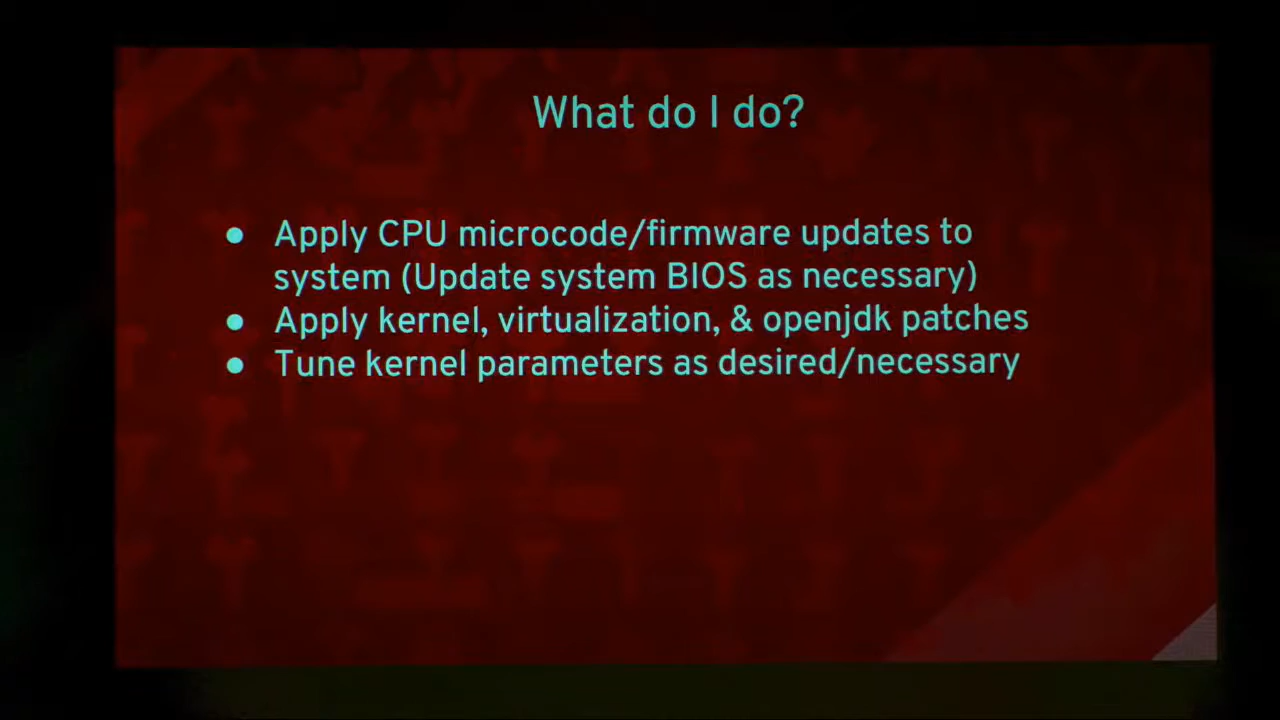 What do I do?
● Apply CPU microcode/firmware updates to
system (Update system BIOS as necessary)
● Apply kernel, virtualization, & openjdk patches
● Tune kernel parameters as desired/necessary